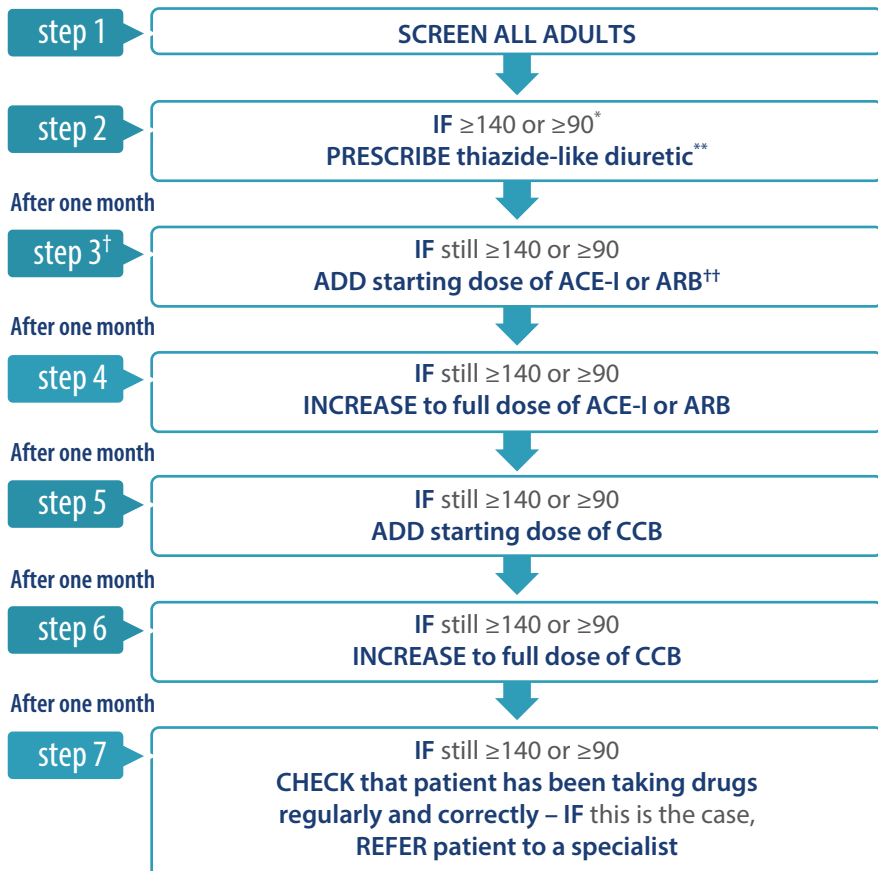 step 1
SCREEN ALL ADULTS
step 2
IF ≥140 or ≥90*
PRESCRIBE thiazide-like diuretic**
After one month
step 3†
IF still ≥140 or ≥90
ADD starting dose of ACE-I or ARB††
After one month
step 4
IF still ≥140 or ≥90
INCREASE to full dose of ACE-I or ARB
After one month
step 5
IF still ≥140 or ≥90
ADD starting dose of CCB
After one month
step 6
IF still ≥140 or ≥90
INCREASE to full dose of CCB
After one month
step 7
IF still ≥140 or ≥90
CHECK that patient has been taking drugs
regularly and correctly – IF this is the case,
REFER patient to a specialist